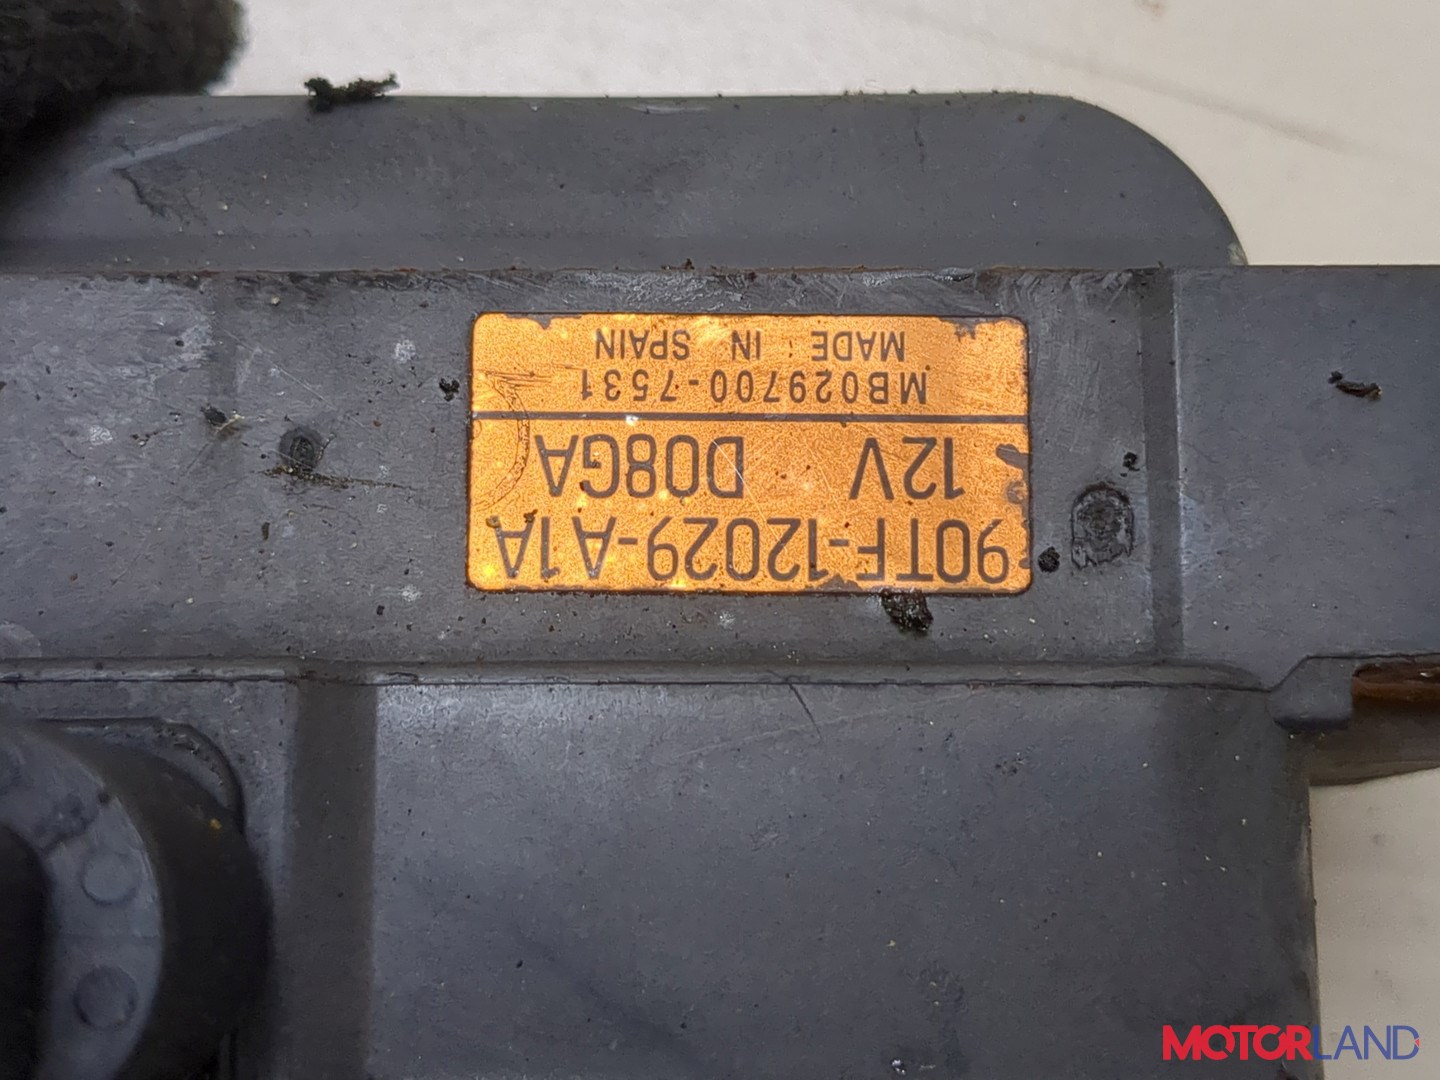 90TF-12029-A1A
12V D08GA
MB029700-7531
MADE IN SPAIN
MOTORLAND